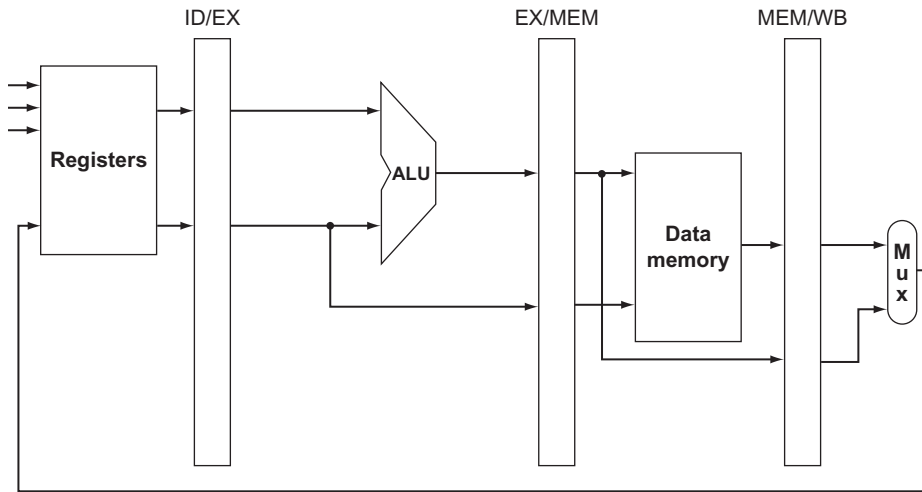 ID/EX
EX/MEM
MEM/WB
Registers
ALU
Data
memory
M
u
x